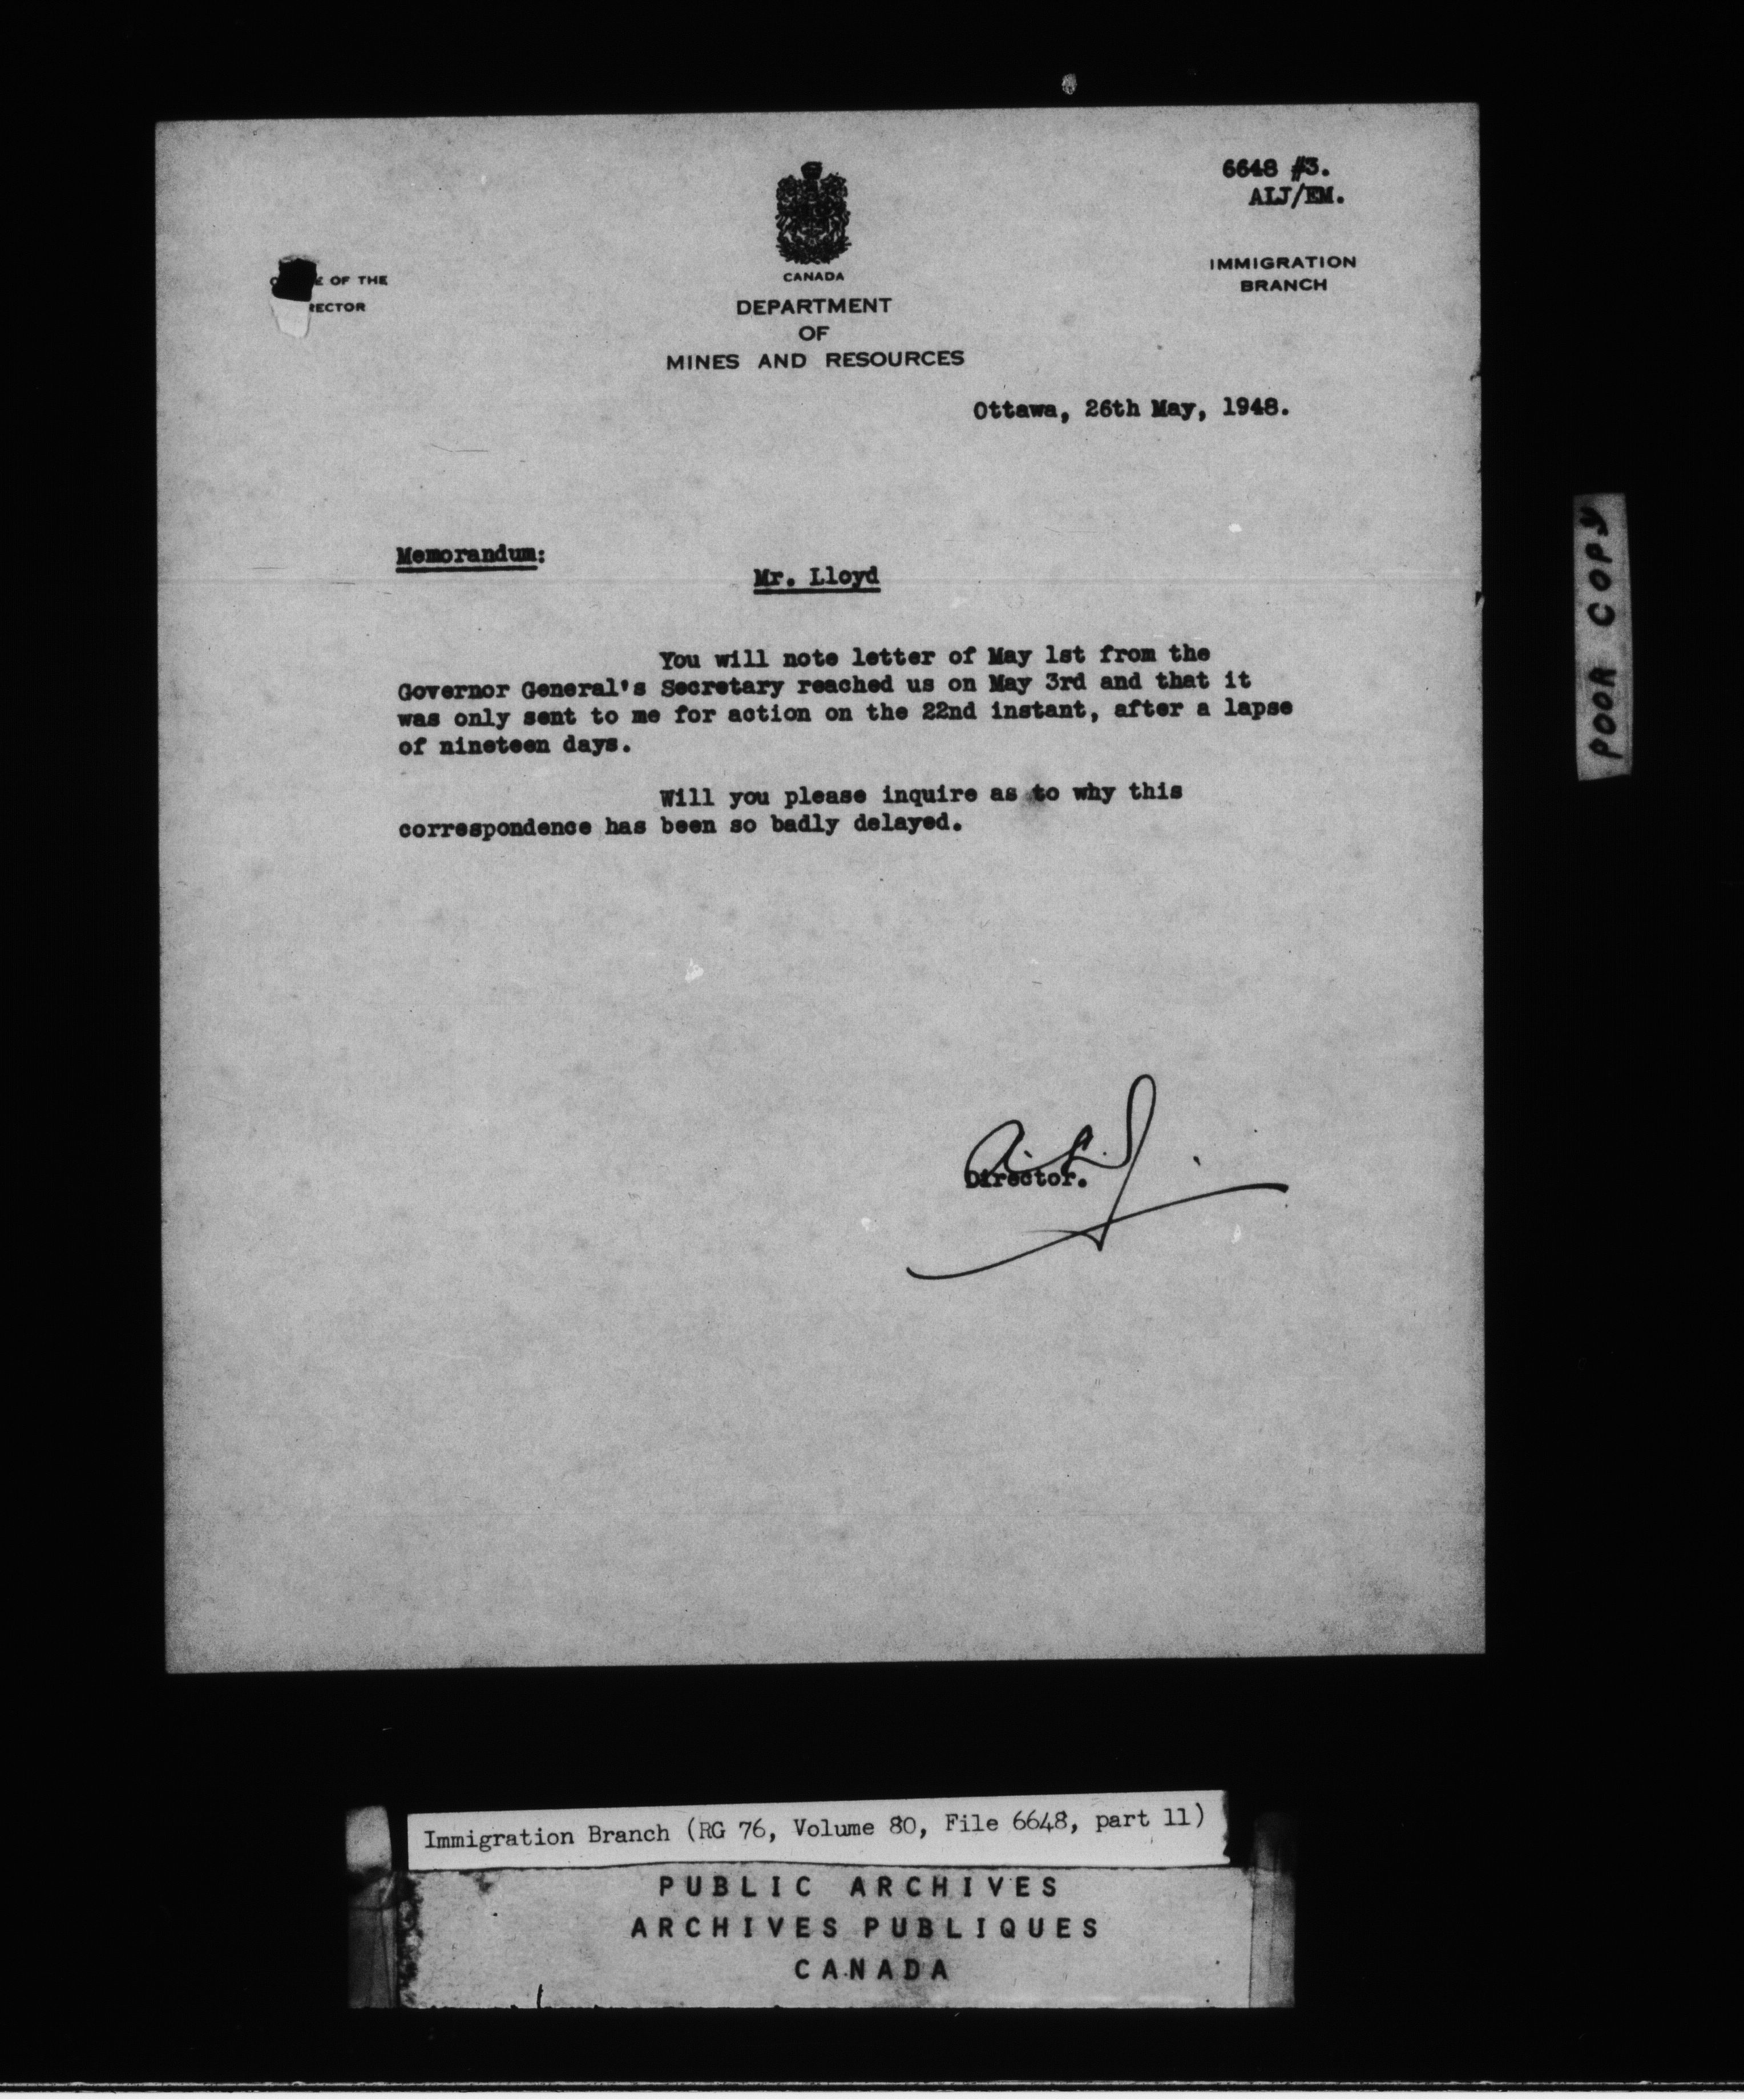 6648 #3.
ALJ/EM.
OF THE
CANADA
IMMIGRATION
BRANCH
DEPARTMENT
OF
MINES AND RESOURCES
Ottawa, 26th May, 1948.
Memorandum:
Mr. Lloyd
You will note letter of May 1st from the
Governor General's Secretary reached us on May 3rd and that it
was only sent to me for action on the 22nd instant, after a lapse
of nineteen days.
Will you please inquire as to why this
correspondence has been so badly delayed.
Director.
POOR COPY
Immigration Branch (RG 76, Volume 80, File 6648, part 11)
PUBLIC ARCHIVES
ARCHIVES PUBLIQUES
CANADA